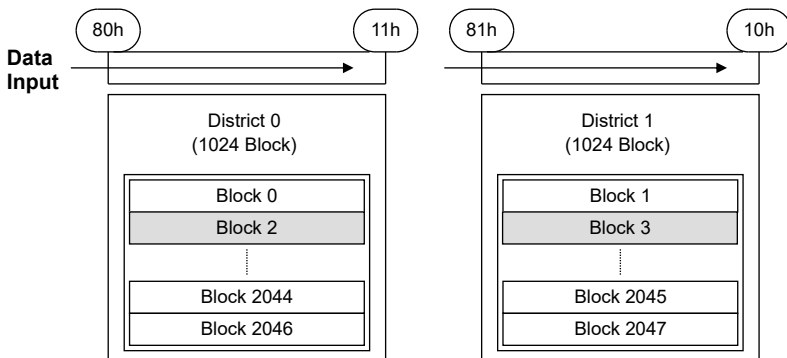 80h
11h
81h
10h
Data
Input
District 0
(1024 Block)
District 1
(1024 Block)
Block 0
Block 2
Block 2044
Block 2046
Block 1
Block 3
Block 2045
Block 2047